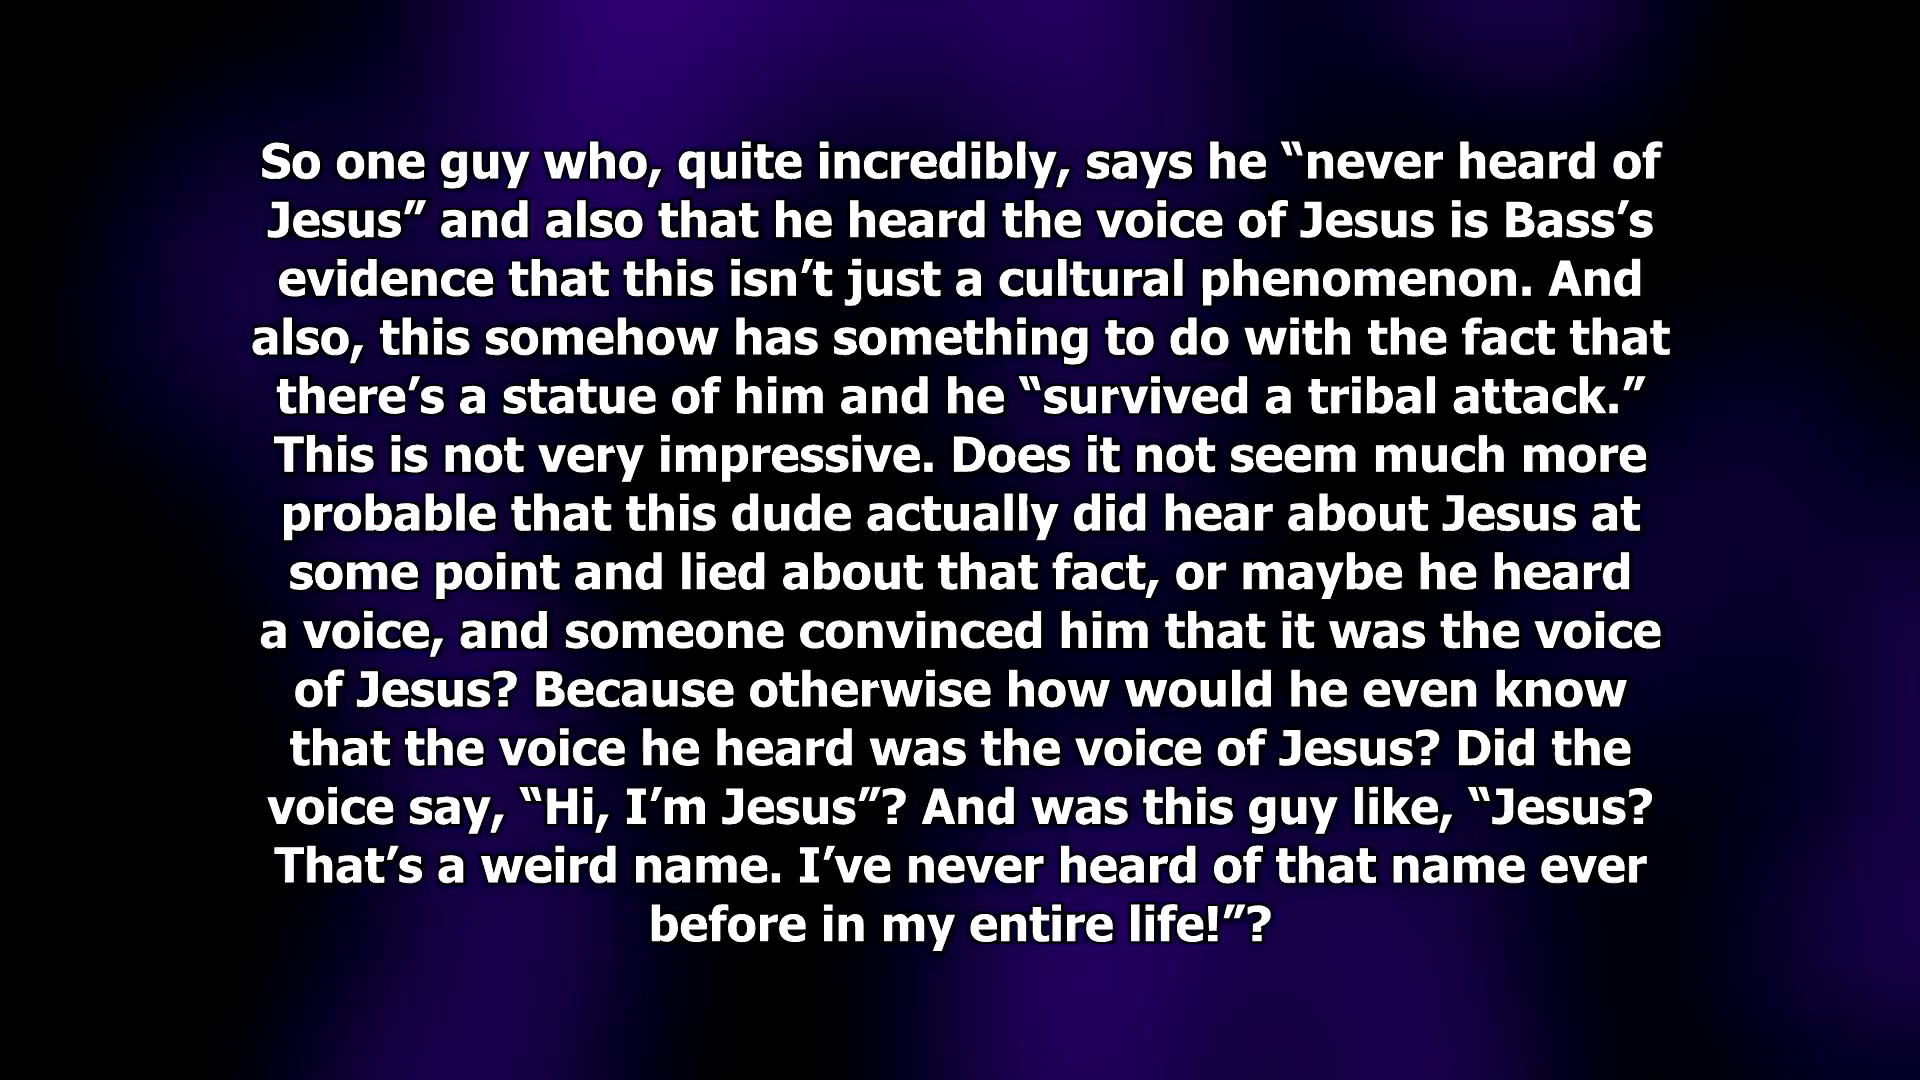 So one guy who, quite incredibly, says he “never heard of
Jesus” and also that he heard the voice of Jesus is Bass’s
evidence that this isn’t just a cultural phenomenon. And
also, this somehow has something to do with the fact that
there’s a statue of him and he “survived a tribal attack.”
This is not very impressive. Does it not seem much more
probable that this dude actually did hear about Jesus at
some point and lied about that fact, or maybe he heard
a voice, and someone convinced him that it was the voice
of Jesus? Because otherwise how would he even know
that the voice he heard was the voice of Jesus? Did the
voice say, “Hi, I’m Jesus”? And was this guy like, “Jesus?
That’s a weird name. I’ve never heard of that name ever
before in my entire life!”?